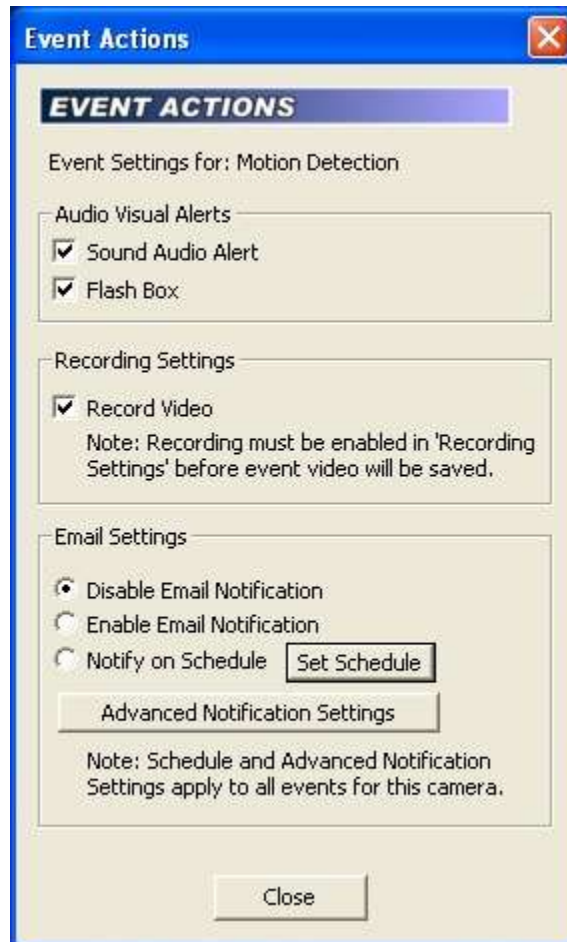 Event Actions
EVENT ACTIONS
Event Settings for: Motion Detection
Audio Visual Alerts
Sound Audio Alert
Flash Box
Recording Settings
Record Video
Note: Recording must be enabled in 'Recording
Settings' before event video will be saved.
Email Settings
Disable Email Notification
Enable Email Notification
Notify on Schedule
Set Schedule
Advanced Notification Settings
Note: Schedule and Advanced Notification
Settings apply to all events for this camera.
Close